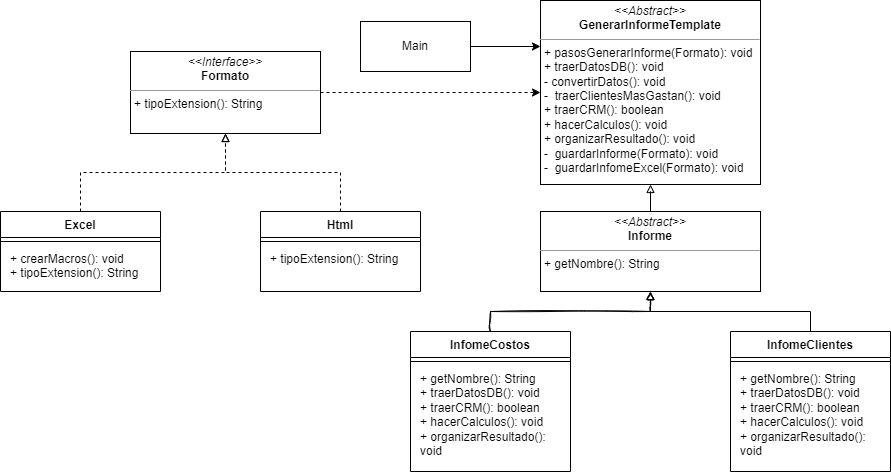 <<Abstract>>
GenerarInformeTemplate
+ pasosGenerarInforme(Formato): void
+ traerDatosDB(): void
- convertirDatos(): void
- traerClientesMasGastan(): void
+ traerCRM(): boolean
+ hacerCalculos(): void
+ organizarResultado(): void
- guardarInforme(Formato): void
- guardarInfomeExcel(Formato): void
Main
<<Interface>>
Formato
+ tipoExtension(): String
Excel
+ crearMacros(): void
+ tipoExtension(): String
Html
+ tipoExtension(): String
<<Abstract>>
Informe
+ getNombre(): String
InfomeCostos
+ getNombre(): String
+ traerDatosDB(): void
+ traerCRM(): boolean
+ hacerCalculos(): void
+ organizarResultado():
void
InfomeClientes
+ getNombre(): String
+ traerDatosDB(): void
+ traerCRM(): boolean
+ hacerCalculos(): void
+ organizarResultado():
void